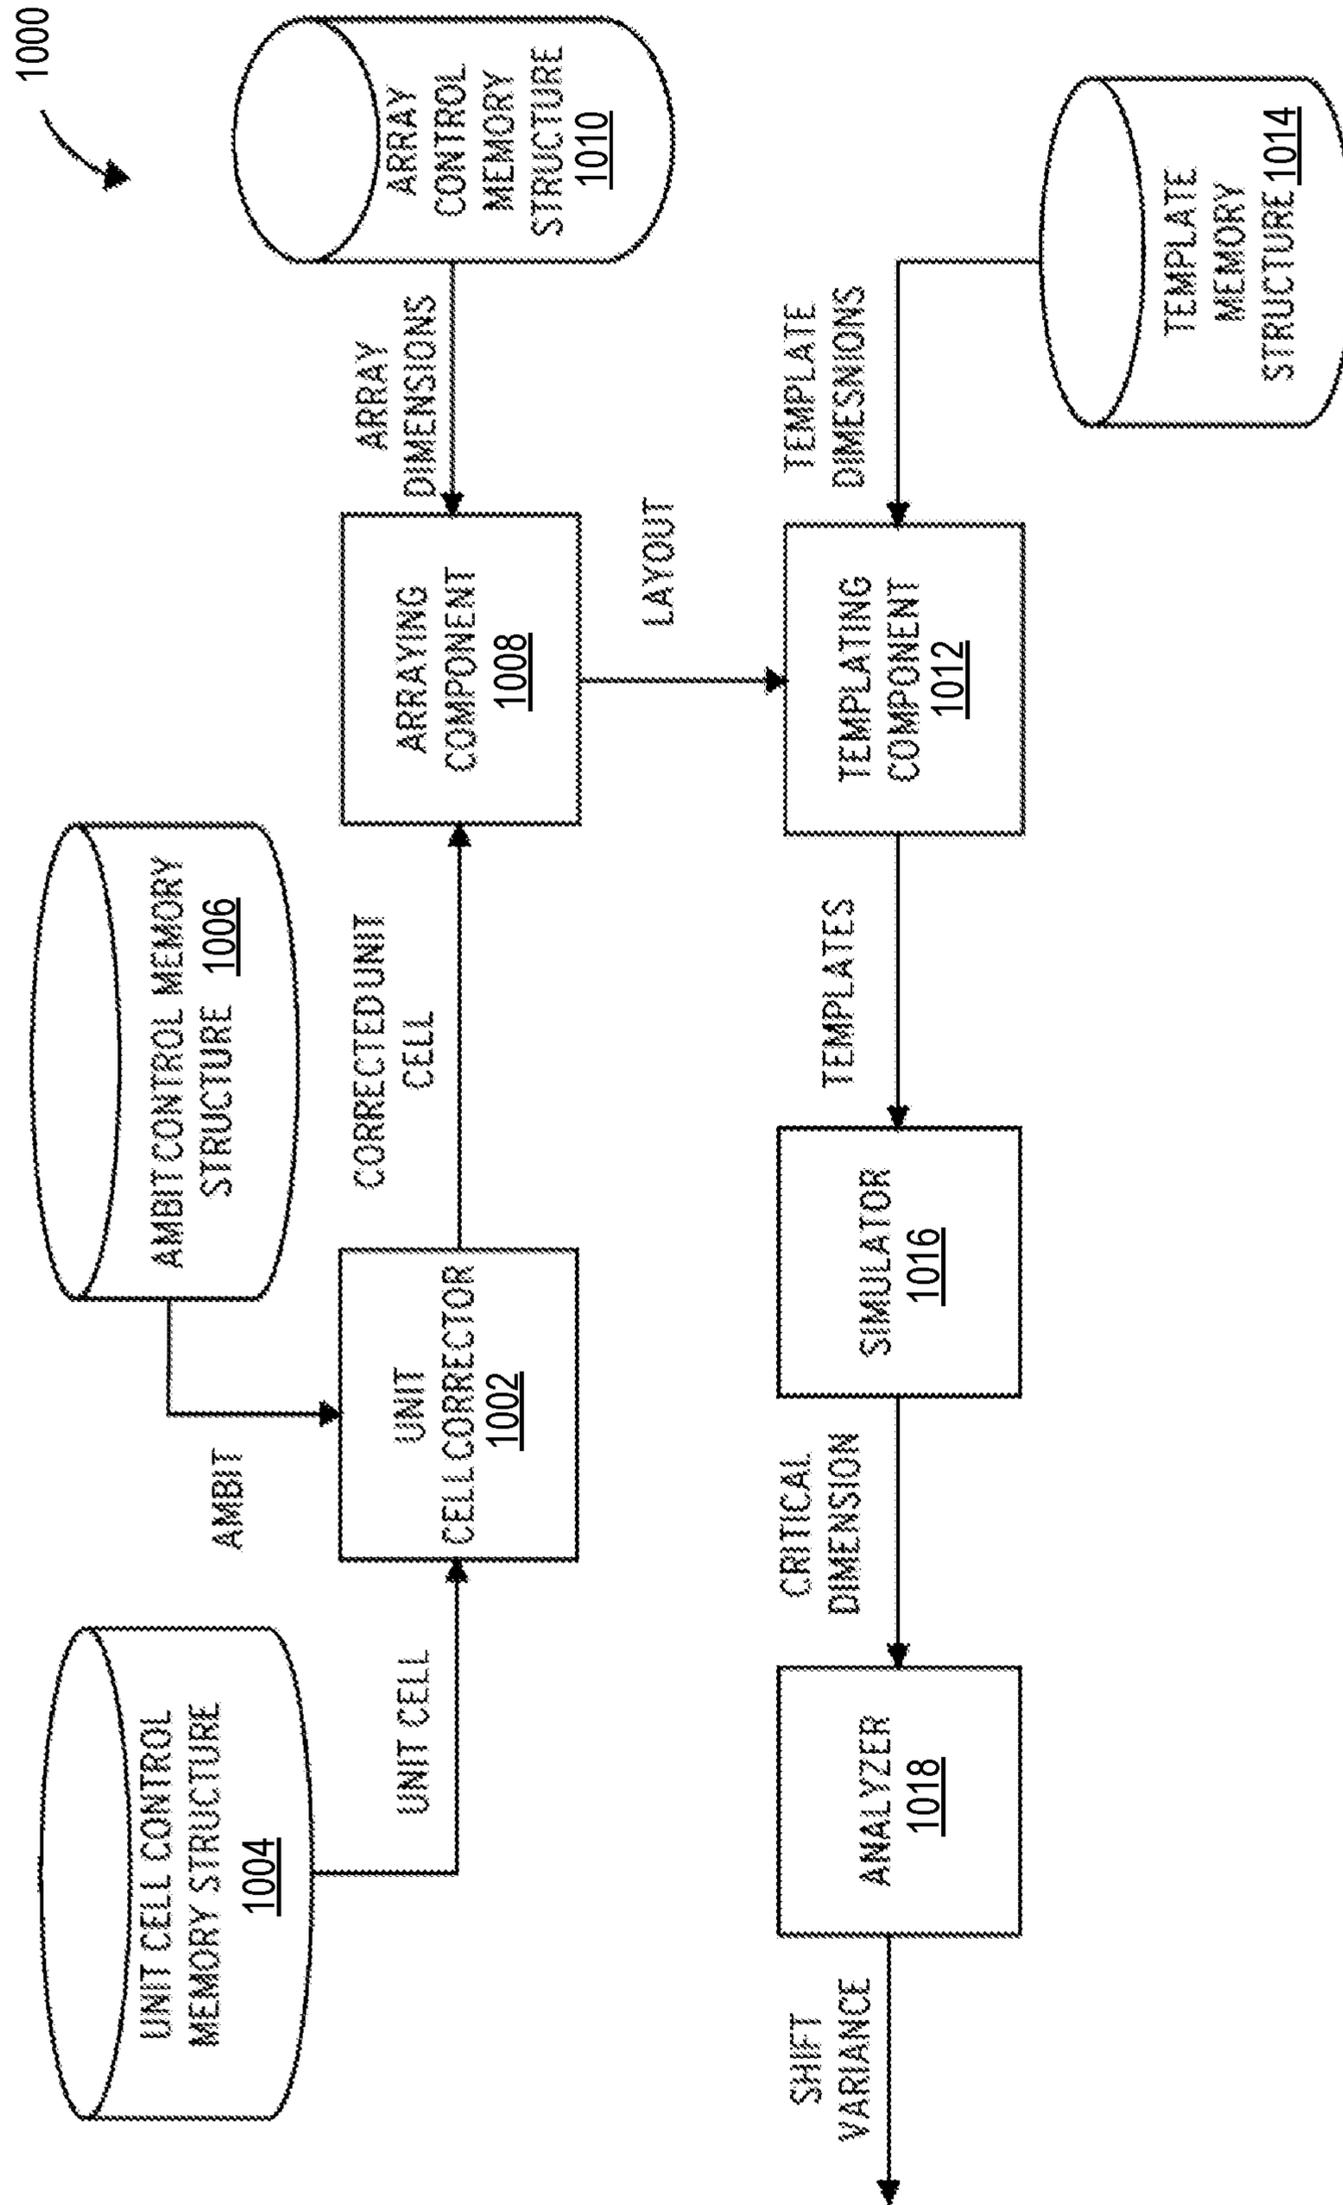 1000
UNIT CELL CONTROL
MEMORY STRUCTURE
1004
AMBIT CONTROL MEMORY
STRUCTURE 1006
AMBIT
UNIT CELL
UNIT
CELL CORRECTOR
1002
CORRECTED UNIT
CELL
ARRAYING
COMPONENT
1008
ARRAY
DIMENSIONS
ARRAY
CONTROL
MEMORY
STRUCTURE
1010
LAYOUT
SHIFT
VARIANCE
ANALYZER
1018
CRITICAL
DIMENSION
SIMULATOR
1016
TEMPLATES
TEMPLATING
COMPONENT
1012
TEMPLATE
DIMESNIONS
TEMPLATE
MEMORY
STRUCTURE 1014